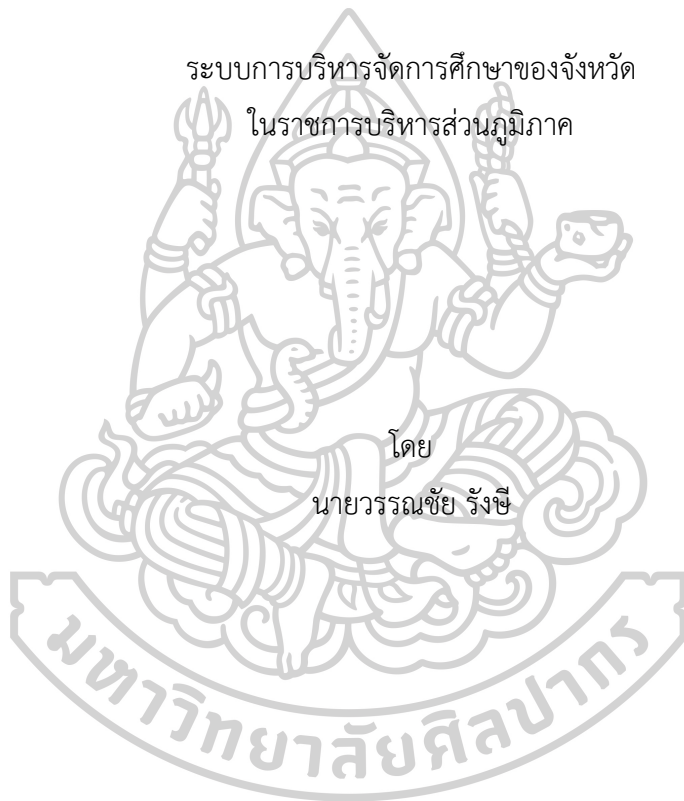 ระบบการบริหารจัดการศึกษาของจังหวัด
ในราชการบริหารส่วนภูมิภาค
โดย
นายวรรณชัย รังษี
มหาวิทยาลัยศิลปากร